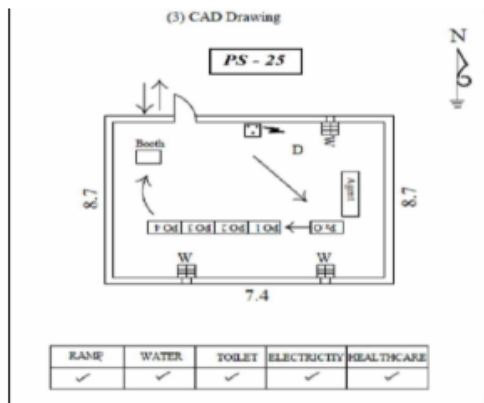 (3) CAD Drawing
PS - 25
N
Booth
D
W
Agent
8.7
8.7
PO 4 PO 3 PO 2 PO 1
W
W
7.4
RAMP WATER TOILET ELECTRICTIY HEALTHCARE
✓ ✓ ✓ ✓ ✓